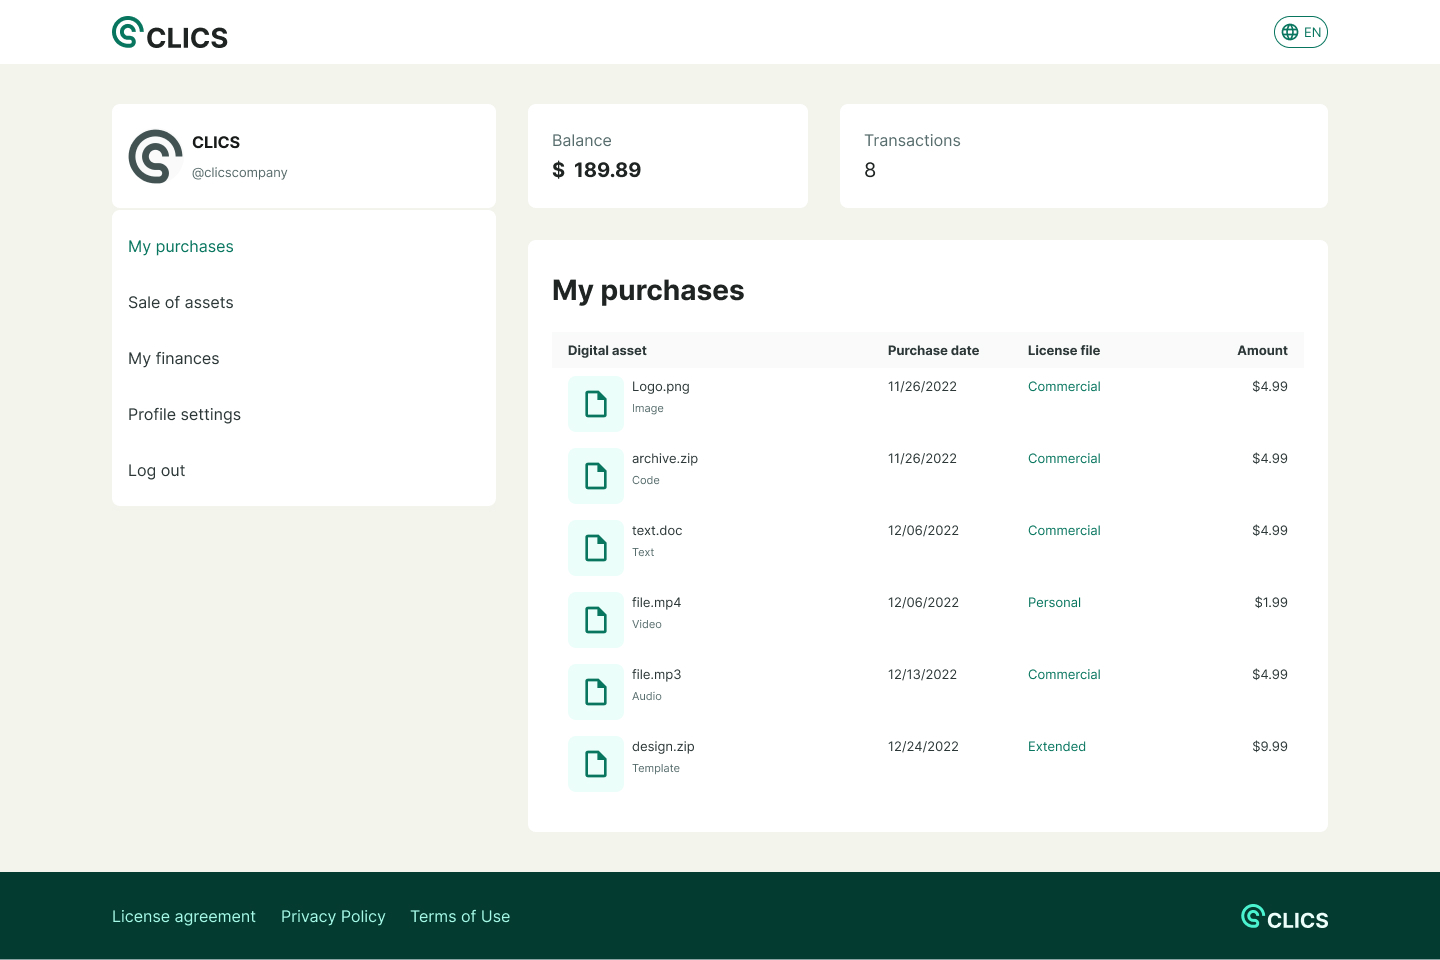 CLICS
EN
CLICS
@clicscompany
Balance
$ 189.89
Transactions
8
My purchases
Sale of assets
My finances
Profile settings
Log out
My purchases
Digital asset Purchase date License file Amount
Logo.png 11/26/2022 Commercial $4.99
Image
archive.zip 11/26/2022 Commercial $4.99
Code
text.doc 12/06/2022 Commercial $4.99
Text
file.mp4 12/06/2022 Personal $1.99
Video
file.mp3 12/13/2022 Commercial $4.99
Audio
design.zip 12/24/2022 Extended $9.99
Template
License agreement Privacy Policy Terms of Use
CLICS